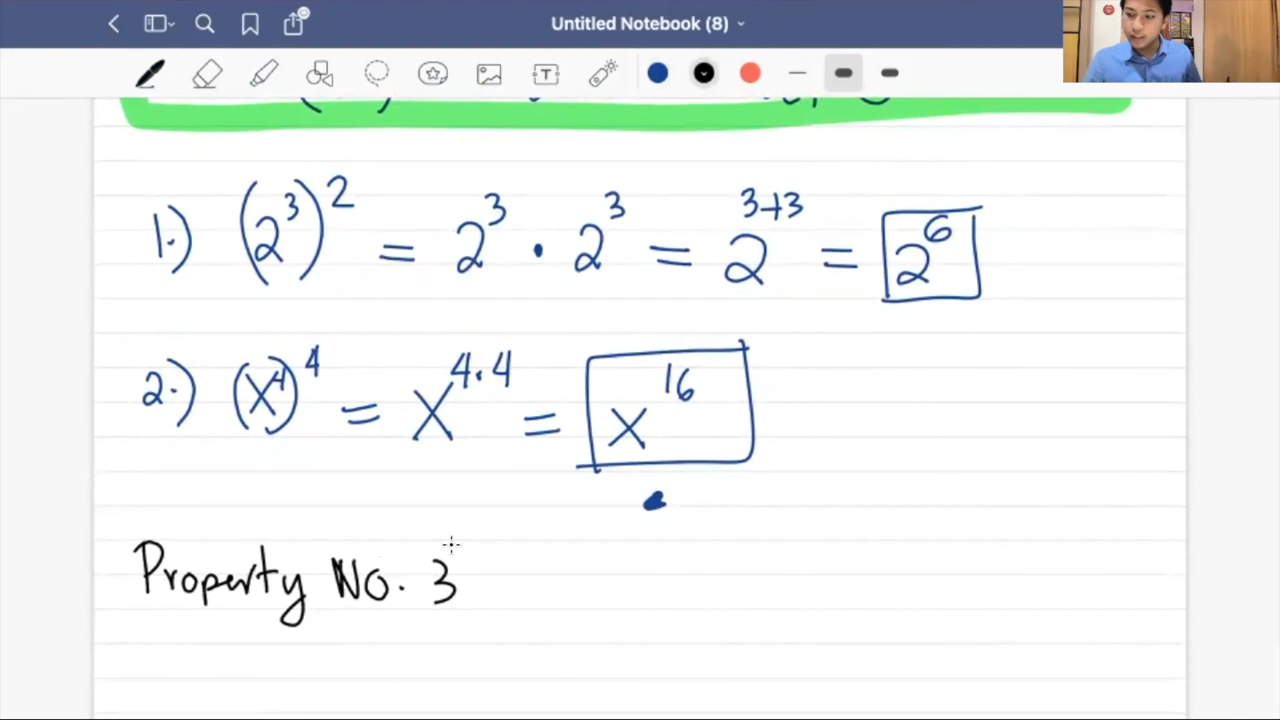 Untitled Notebook (8)
1.) (2³)² = 2³ · 2³ = 2³⁺³ = 2⁶
2.) (x⁴)⁴ = x⁴·⁴ = x¹⁶
Property No. 3